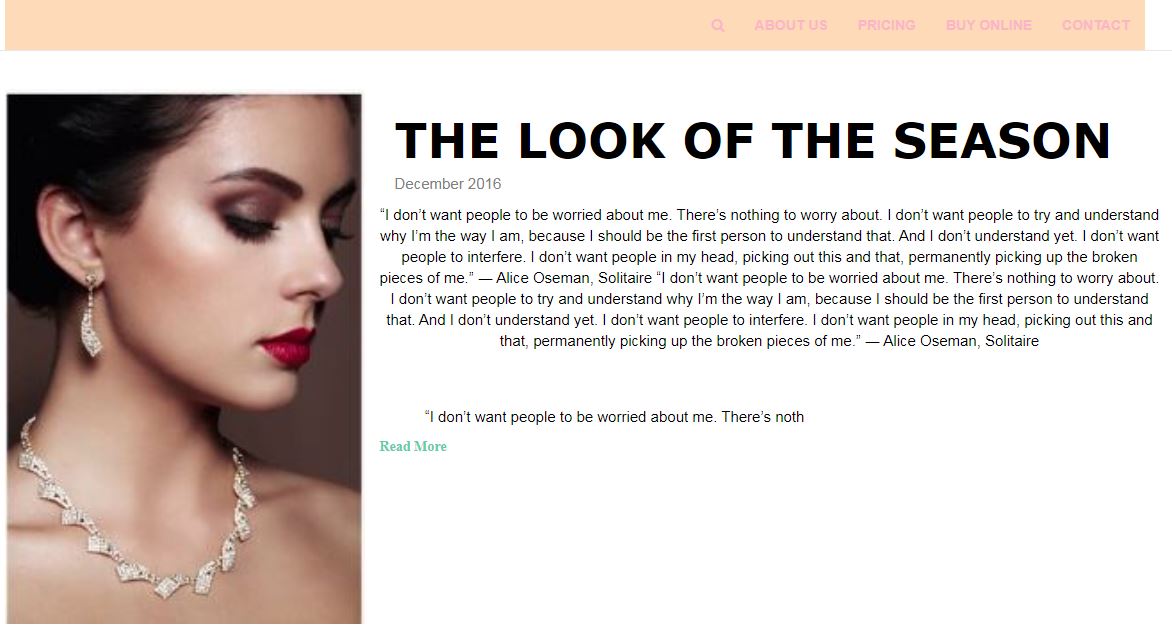 ABOUT US PRICING BUY ONLINE CONTACT
THE LOOK OF THE SEASON
December 2016
“I don’t want people to be worried about me. There’s nothing to worry about. I don’t want people to try and understand
why I’m the way I am, because I should be the first person to understand that. And I don’t understand yet. I don’t want
people to interfere. I don’t want people in my head, picking out this and that, permanently picking up the broken
pieces of me.” — Alice Oseman, Solitaire “I don’t want people to be worried about me. There’s nothing to worry about.
I don’t want people to try and understand why I’m the way I am, because I should be the first person to understand
that. And I don’t understand yet. I don’t want people to interfere. I don’t want people in my head, picking out this and
that, permanently picking up the broken pieces of me.” — Alice Oseman, Solitaire
“I don’t want people to be worried about me. There’s noth
Read More